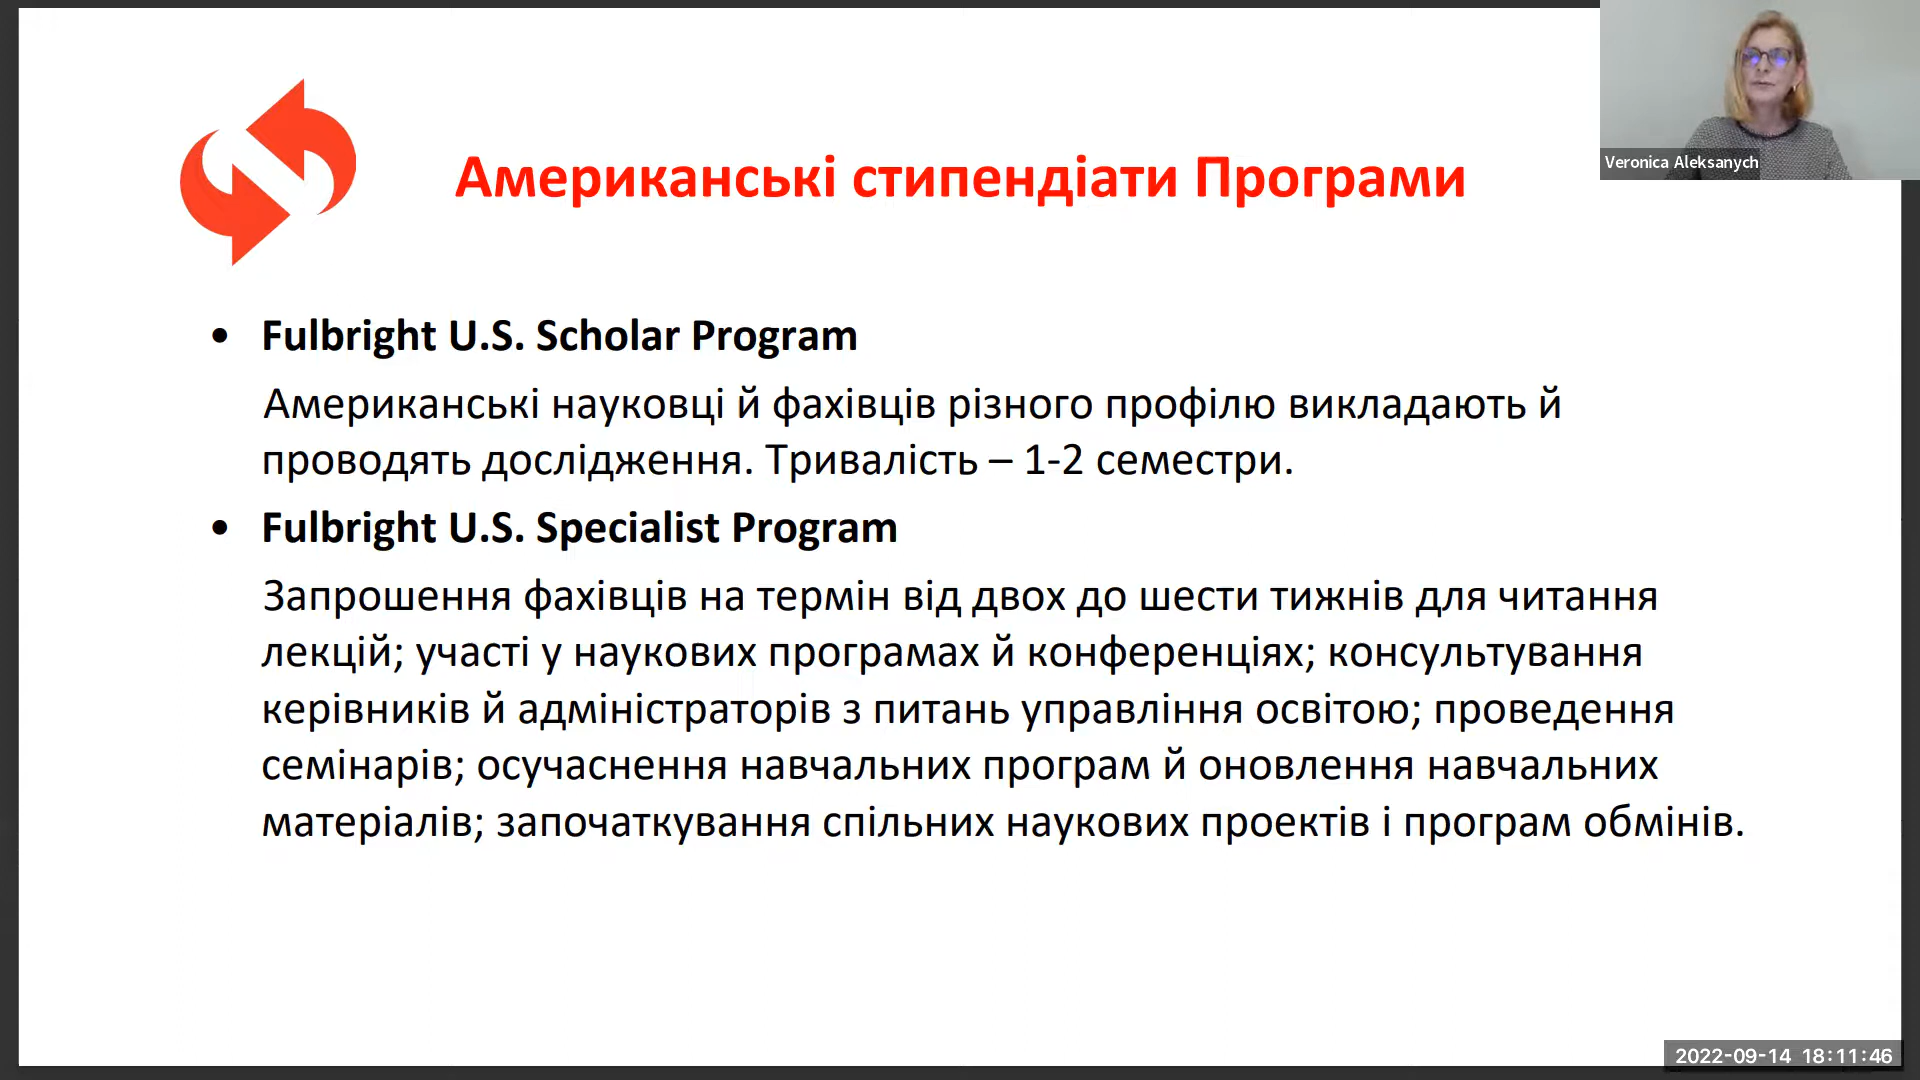 Американські стипендіати Програми
Veronica Aleksanych
• Fulbright U.S. Scholar Program
Американські науковці й фахівців різного профілю викладають й
проводять дослідження. Тривалість – 1-2 семестри.
• Fulbright U.S. Specialist Program
Запрошення фахівців на термін від двох до шести тижнів для читання
лекцій; участі у наукових програмах й конференціях; консультування
керівників й адміністраторів з питань управління освітою; проведення
семінарів; осучаснення навчальних програм й оновлення навчальних
матеріалів; започаткування спільних наукових проектів і програм обмінів.
2022-09-14 18:11:46